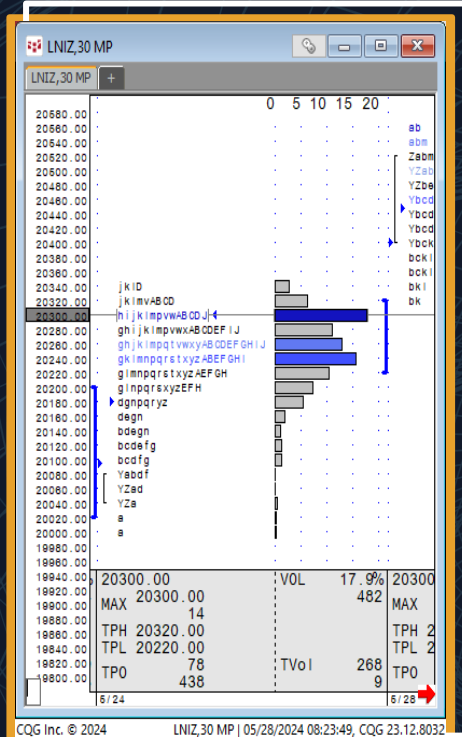 LNIZ,30 MP
LNIZ,30 MP +
0 5 10 15 20
20580.00
20560.00 ab
20540.00 abm
20520.00 Zabm
20500.00 YZab
20480.00 YZbe
20460.00 Ybcd
20440.00 Ybcd
20420.00 Ybcd
20400.00 Ybck
20380.00 bckl
20360.00 bckl
20340.00 jklD bkl
20320.00 jklmvABCD bk
20300.00 hijklmpvwABCDJ
20280.00 ghijklmpvwxABCDEFIJ
20260.00 ghjklmpqtvwxyABCDEFGHIJ
20240.00 gklmnpqrstxyzABEFGHI
20220.00 glmnpqrstyzAEFGH
20200.00 glnpqrsxyzEFH
20180.00 dgnpqryz
20160.00 degn
20140.00 bdegn
20120.00 bcdefg
20100.00 bcdfg
20080.00 Yabdf
20060.00 YZad
20040.00 YZa
20020.00 a
20000.00 a
19980.00
19960.00
19940.00 20300.00 VOL 17.9% 20300
19920.00
19900.00 MAX 20300.00 482 MAX
19880.00 14
19860.00 TPH 20320.00 TPH 2
19840.00 TPL 20220.00 TPL 2
19820.00 78 TVol 268
19800.00 TPO 438 9 TPO
5/24 5/28
CQG Inc. © 2024 LNIZ,30 MP | 05/28/2024 08:23:49, CQG 23.12.8032